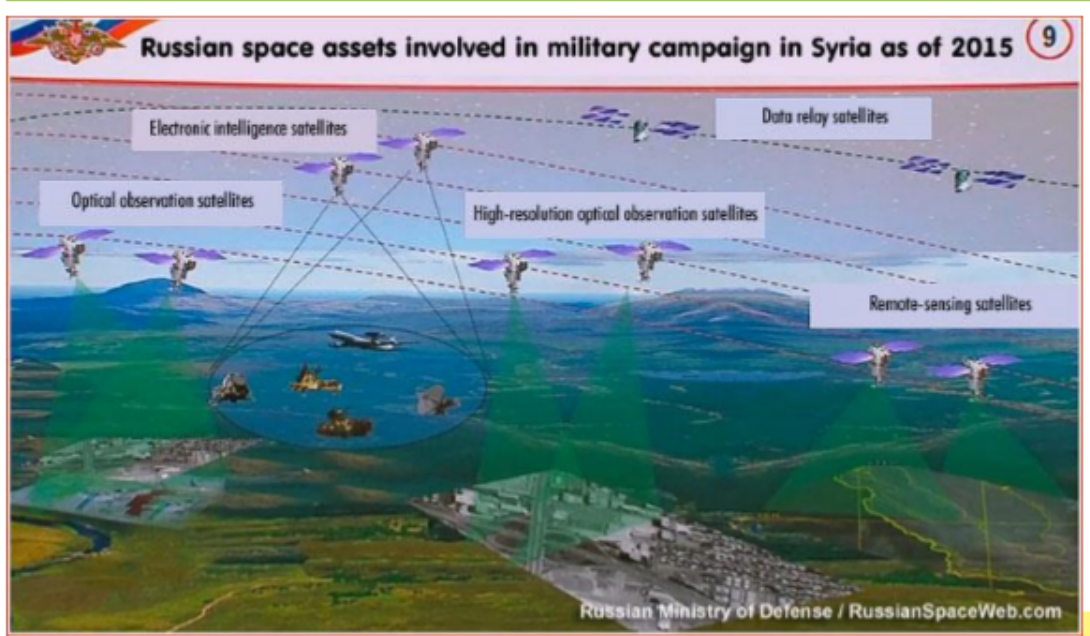 Russian space assets involved in military campaign in Syria as of 2015
9
Electronic intelligence satellites
Data relay satellites
Optical observation satellites
High-resolution optical observation satellites
Remote-sensing satellites
Russian Ministry of Defense / RussianSpaceWeb.com